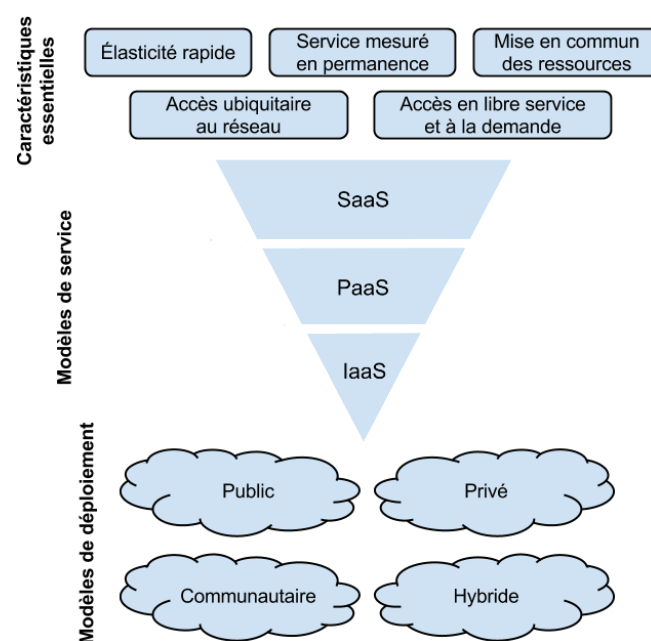 Caractéristiques
essentielles
Élasticité rapide
Service mesuré
en permanence
Mise en commun
des ressources
Accès ubiquitaire
au réseau
Accès en libre service
et à la demande
Modèles de service
SaaS
PaaS
IaaS
Modèles de déploiement
Public
Privé
Communautaire
Hybride